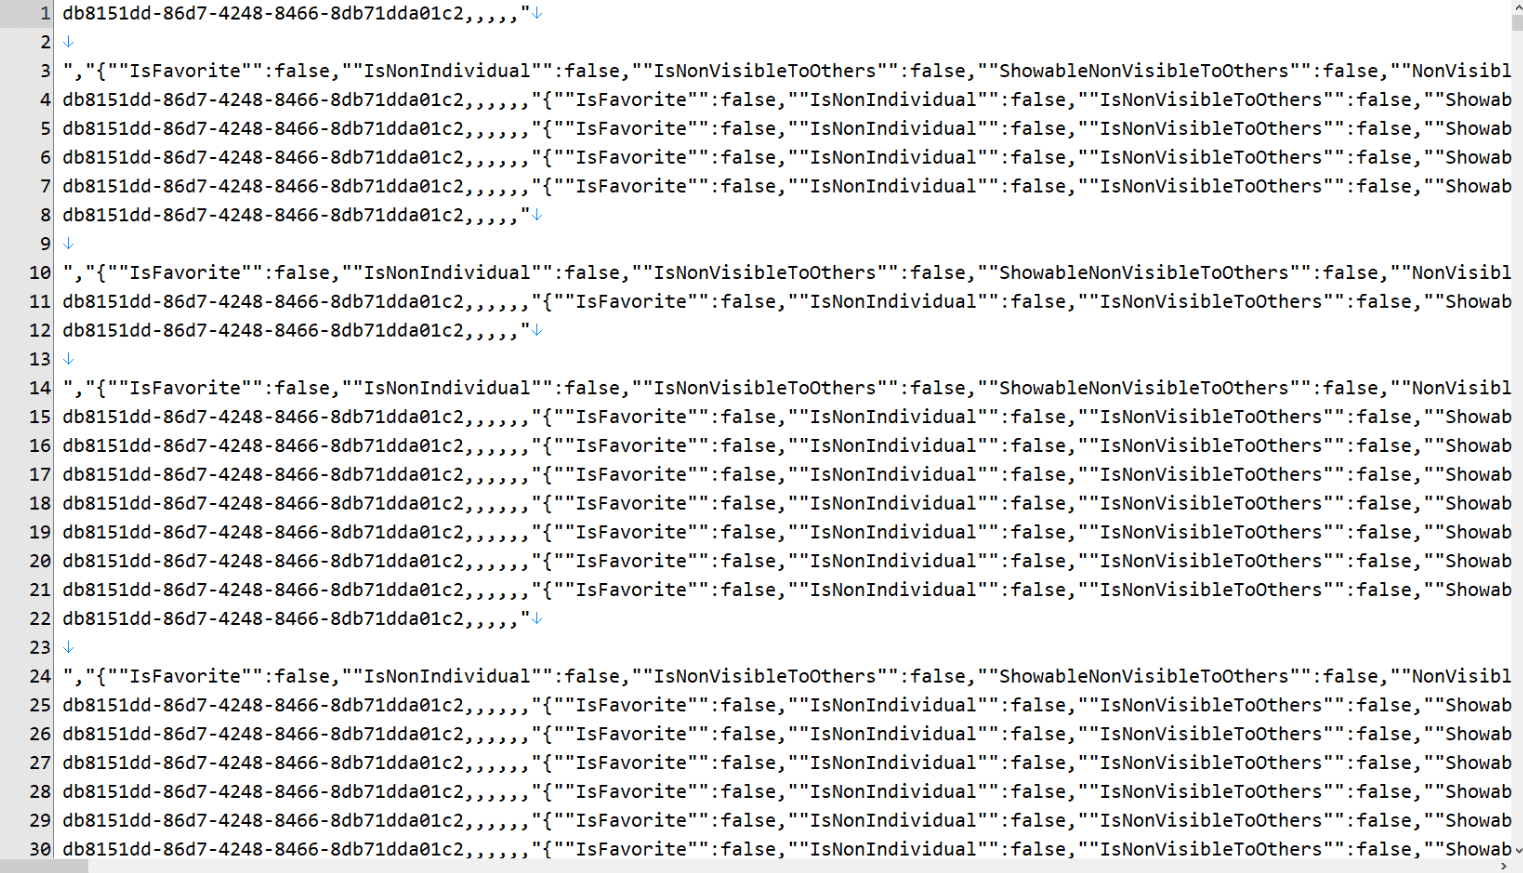 1 db8151dd-86d7-4248-8466-8db71dda01c2,,,,,"↓
2 ↓
3 ","{""IsFavorite"":false,""IsNonIndividual"":false,""IsNonVisibleToOthers"":false,""ShowableNonVisibleToOthers"":false,""NonVisibl
4 db8151dd-86d7-4248-8466-8db71dda01c2,,,,,,"{""IsFavorite"":false,""IsNonIndividual"":false,""IsNonVisibleToOthers"":false,""Showab
5 db8151dd-86d7-4248-8466-8db71dda01c2,,,,,,"{""IsFavorite"":false,""IsNonIndividual"":false,""IsNonVisibleToOthers"":false,""Showab
6 db8151dd-86d7-4248-8466-8db71dda01c2,,,,,,"{""IsFavorite"":false,""IsNonIndividual"":false,""IsNonVisibleToOthers"":false,""Showab
7 db8151dd-86d7-4248-8466-8db71dda01c2,,,,,,"{""IsFavorite"":false,""IsNonIndividual"":false,""IsNonVisibleToOthers"":false,""Showab
8 db8151dd-86d7-4248-8466-8db71dda01c2,,,,,"↓
9 ↓
10 ","{""IsFavorite"":false,""IsNonIndividual"":false,""IsNonVisibleToOthers"":false,""ShowableNonVisibleToOthers"":false,""NonVisibl
11 db8151dd-86d7-4248-8466-8db71dda01c2,,,,,,"{""IsFavorite"":false,""IsNonIndividual"":false,""IsNonVisibleToOthers"":false,""Showab
12 db8151dd-86d7-4248-8466-8db71dda01c2,,,,,"↓
13 ↓
14 ","{""IsFavorite"":false,""IsNonIndividual"":false,""IsNonVisibleToOthers"":false,""ShowableNonVisibleToOthers"":false,""NonVisibl
15 db8151dd-86d7-4248-8466-8db71dda01c2,,,,,,"{""IsFavorite"":false,""IsNonIndividual"":false,""IsNonVisibleToOthers"":false,""Showab
16 db8151dd-86d7-4248-8466-8db71dda01c2,,,,,,"{""IsFavorite"":false,""IsNonIndividual"":false,""IsNonVisibleToOthers"":false,""Showab
17 db8151dd-86d7-4248-8466-8db71dda01c2,,,,,,"{""IsFavorite"":false,""IsNonIndividual"":false,""IsNonVisibleToOthers"":false,""Showab
18 db8151dd-86d7-4248-8466-8db71dda01c2,,,,,,"{""IsFavorite"":false,""IsNonIndividual"":false,""IsNonVisibleToOthers"":false,""Showab
19 db8151dd-86d7-4248-8466-8db71dda01c2,,,,,,"{""IsFavorite"":false,""IsNonIndividual"":false,""IsNonVisibleToOthers"":false,""Showab
20 db8151dd-86d7-4248-8466-8db71dda01c2,,,,,,"{""IsFavorite"":false,""IsNonIndividual"":false,""IsNonVisibleToOthers"":false,""Showab
21 db8151dd-86d7-4248-8466-8db71dda01c2,,,,,,"{""IsFavorite"":false,""IsNonIndividual"":false,""IsNonVisibleToOthers"":false,""Showab
22 db8151dd-86d7-4248-8466-8db71dda01c2,,,,,"↓
23 ↓
24 ","{""IsFavorite"":false,""IsNonIndividual"":false,""IsNonVisibleToOthers"":false,""ShowableNonVisibleToOthers"":false,""NonVisibl
25 db8151dd-86d7-4248-8466-8db71dda01c2,,,,,,"{""IsFavorite"":false,""IsNonIndividual"":false,""IsNonVisibleToOthers"":false,""Showab
26 db8151dd-86d7-4248-8466-8db71dda01c2,,,,,,"{""IsFavorite"":false,""IsNonIndividual"":false,""IsNonVisibleToOthers"":false,""Showab
27 db8151dd-86d7-4248-8466-8db71dda01c2,,,,,,"{""IsFavorite"":false,""IsNonIndividual"":false,""IsNonVisibleToOthers"":false,""Showab
28 db8151dd-86d7-4248-8466-8db71dda01c2,,,,,,"{""IsFavorite"":false,""IsNonIndividual"":false,""IsNonVisibleToOthers"":false,""Showab
29 db8151dd-86d7-4248-8466-8db71dda01c2,,,,,,"{""IsFavorite"":false,""IsNonIndividual"":false,""IsNonVisibleToOthers"":false,""Showab
30 db8151dd-86d7-4248-8466-8db71dda01c2,,,,,,"{""IsFavorite"":false,""IsNonIndividual"":false,""IsNonVisibleToOthers"":false,""Showab